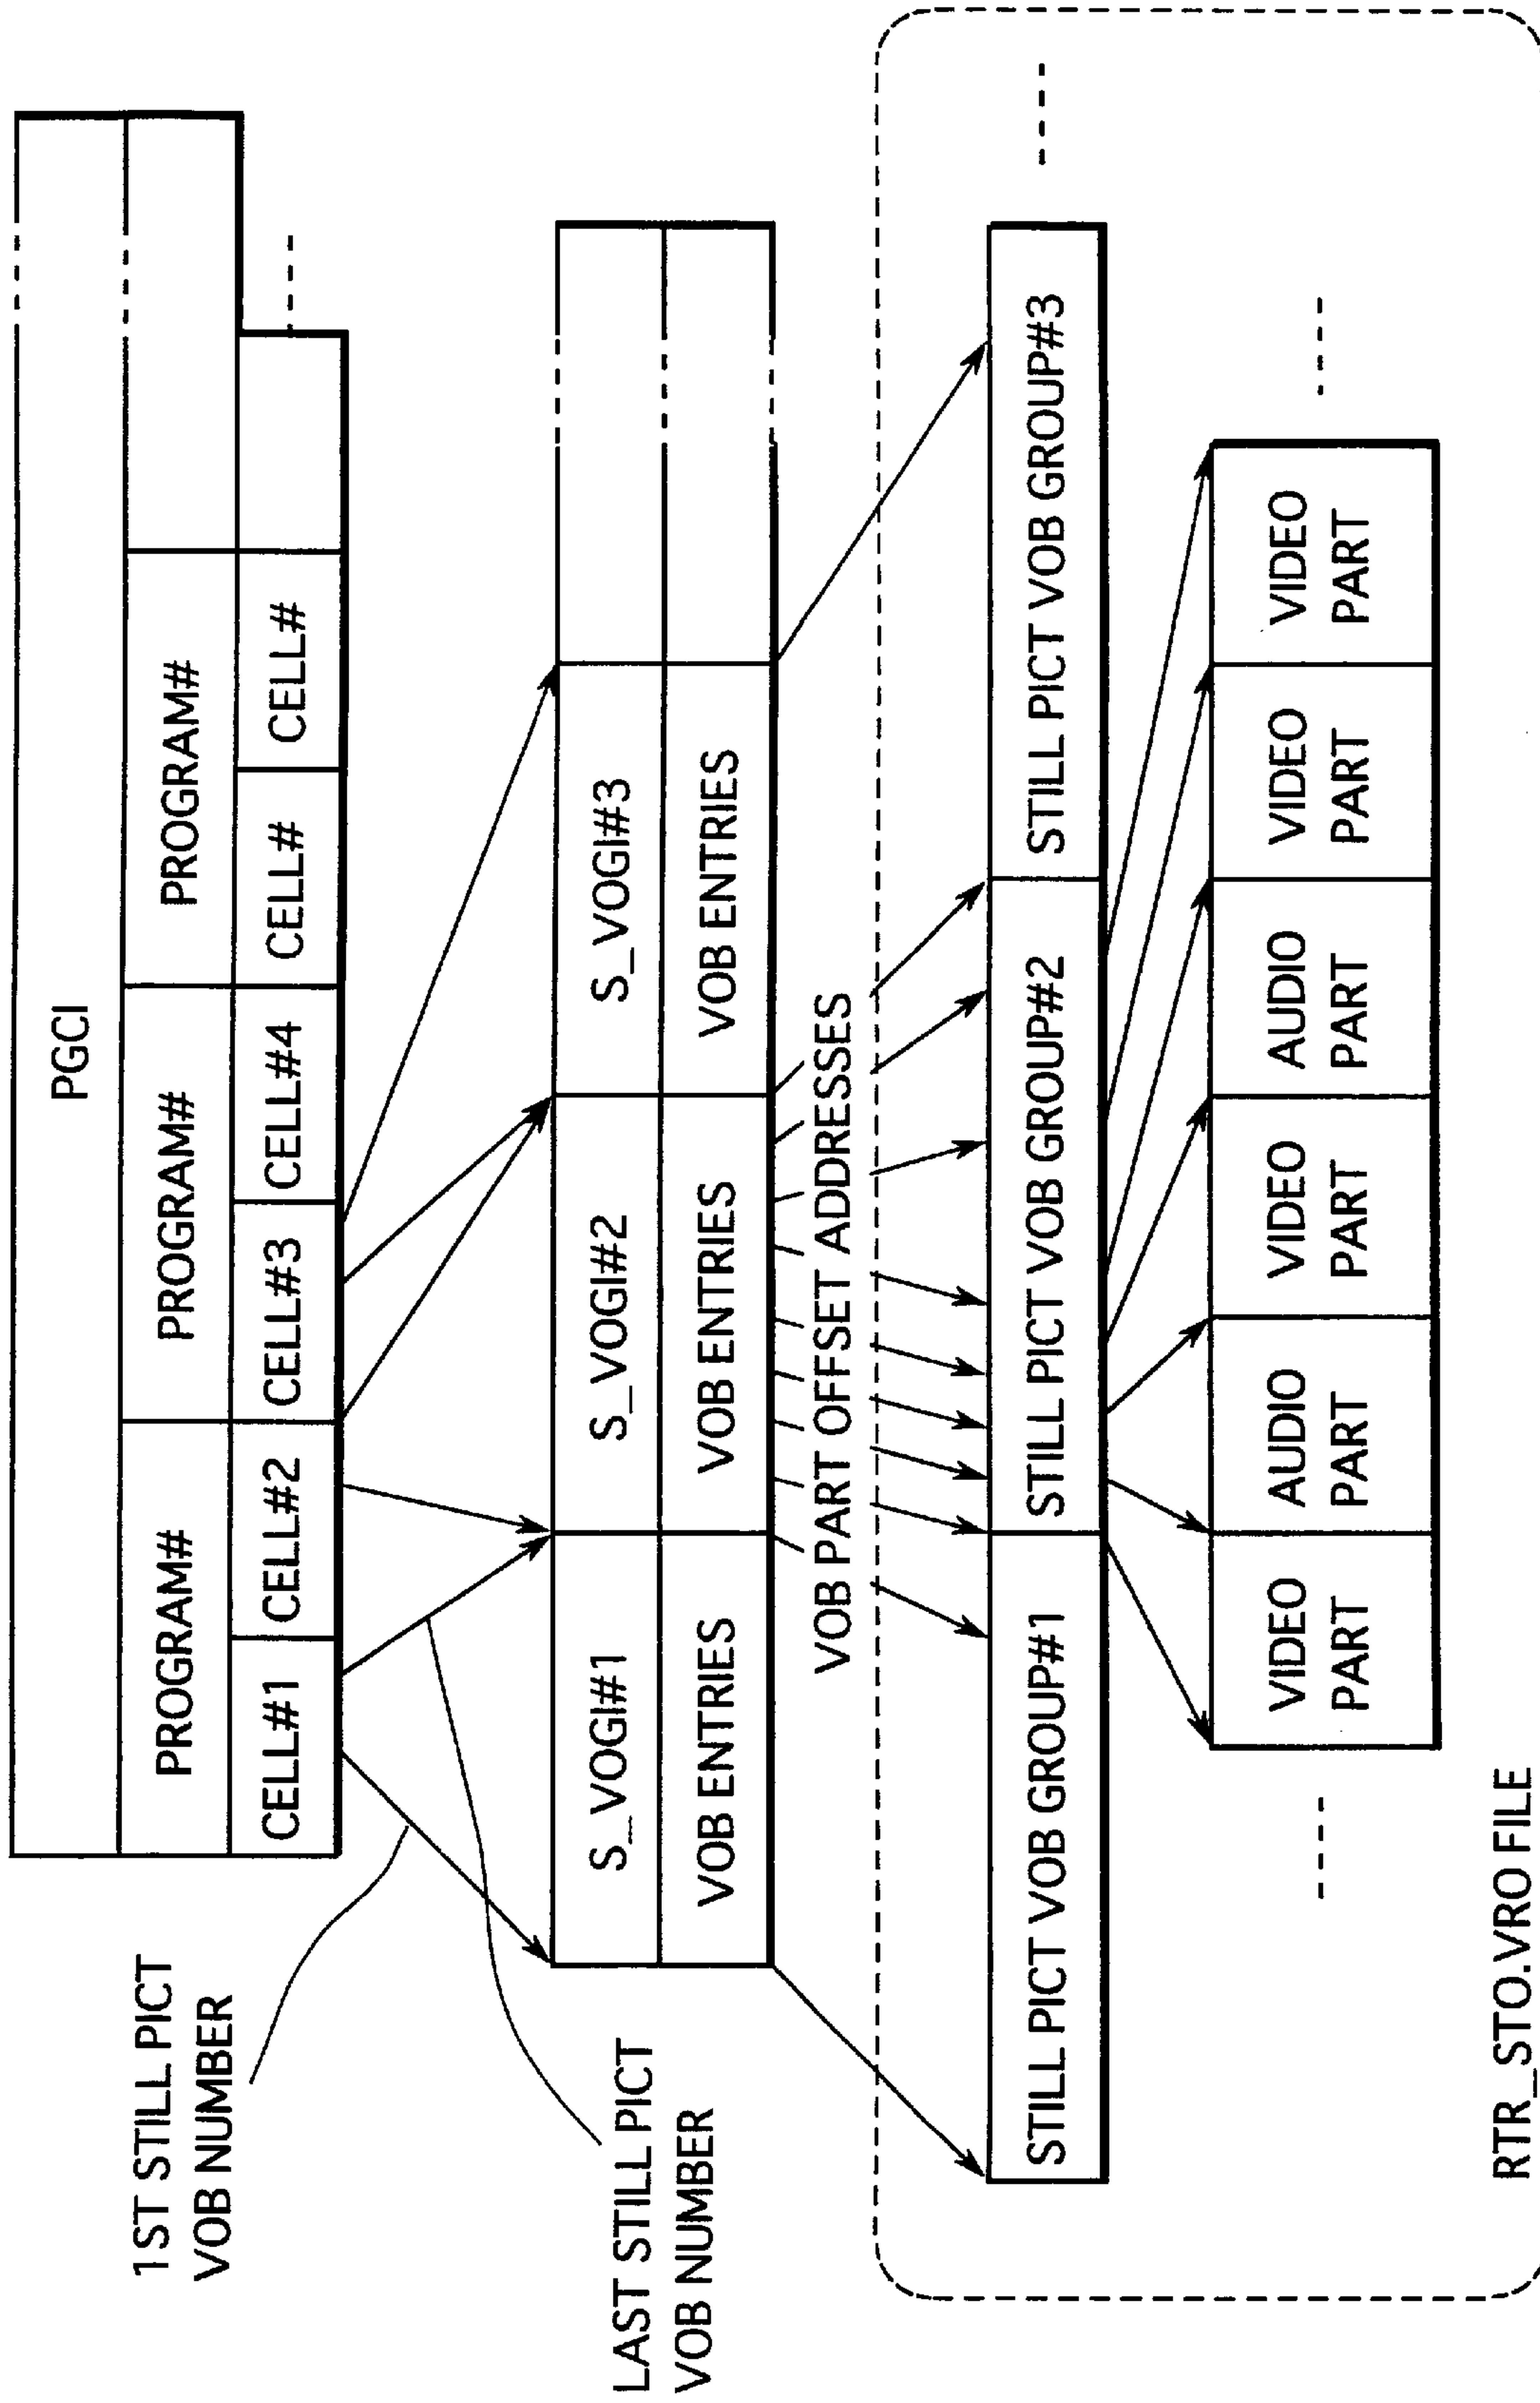 PGCI
PROGRAM#
PROGRAM#
PROGRAM#
CELL#1
CELL#2
CELL#3
CELL#4
CELL#
CELL#
1ST STILL PICT
VOB NUMBER
LAST STILL PICT
VOB NUMBER
S_VOGI#1
S_VOGI#2
S_VOGI#3
VOB ENTRIES
VOB ENTRIES
VOB ENTRIES
VOB PART OFFSET ADDRESSES
STILL PICT VOB GROUP#1
STILL PICT VOB GROUP#2
STILL PICT VOB GROUP#3
VIDEO
PART
AUDIO
PART
VIDEO
PART
AUDIO
PART
VIDEO
PART
VIDEO
PART
RTR_STO.VRO FILE